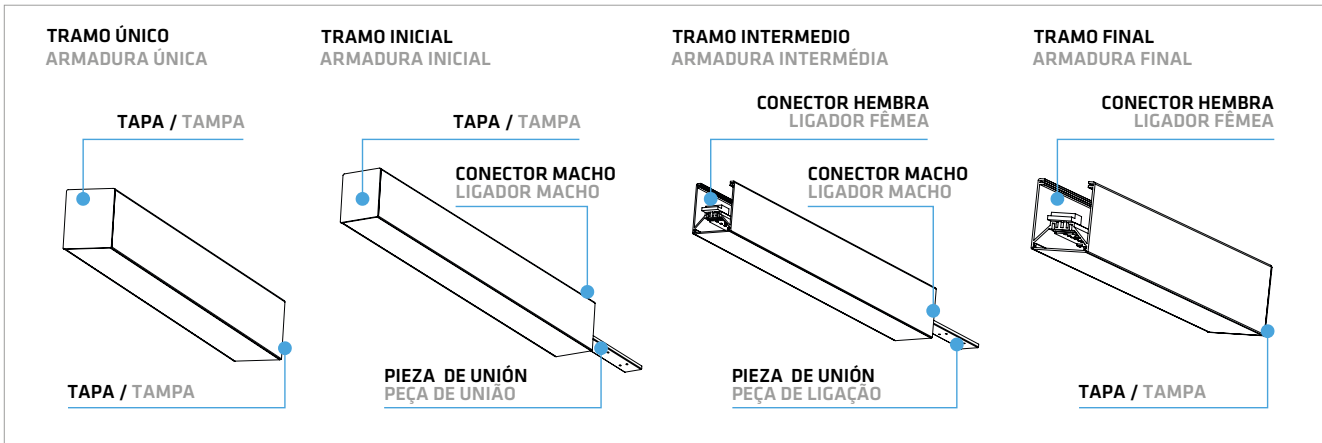 TRAMO ÚNICO
ARMADURA ÚNICA
TAPA / TAMPA
TAPA / TAMPA
TRAMO INICIAL
ARMADURA INICIAL
TAPA / TAMPA
CONECTOR MACHO
LIGADOR MACHO
PIEZA DE UNIÓN
PEÇA DE UNIÃO
TRAMO INTERMEDIO
ARMADURA INTERMÉDIA
CONECTOR HEMBRA
LIGADOR FÊMEA
CONECTOR MACHO
LIGADOR MACHO
PIEZA DE UNIÓN
PEÇA DE LIGAÇÃO
TRAMO FINAL
ARMADURA FINAL
CONECTOR HEMBRA
LIGADOR FÊMEA
TAPA / TAMPA